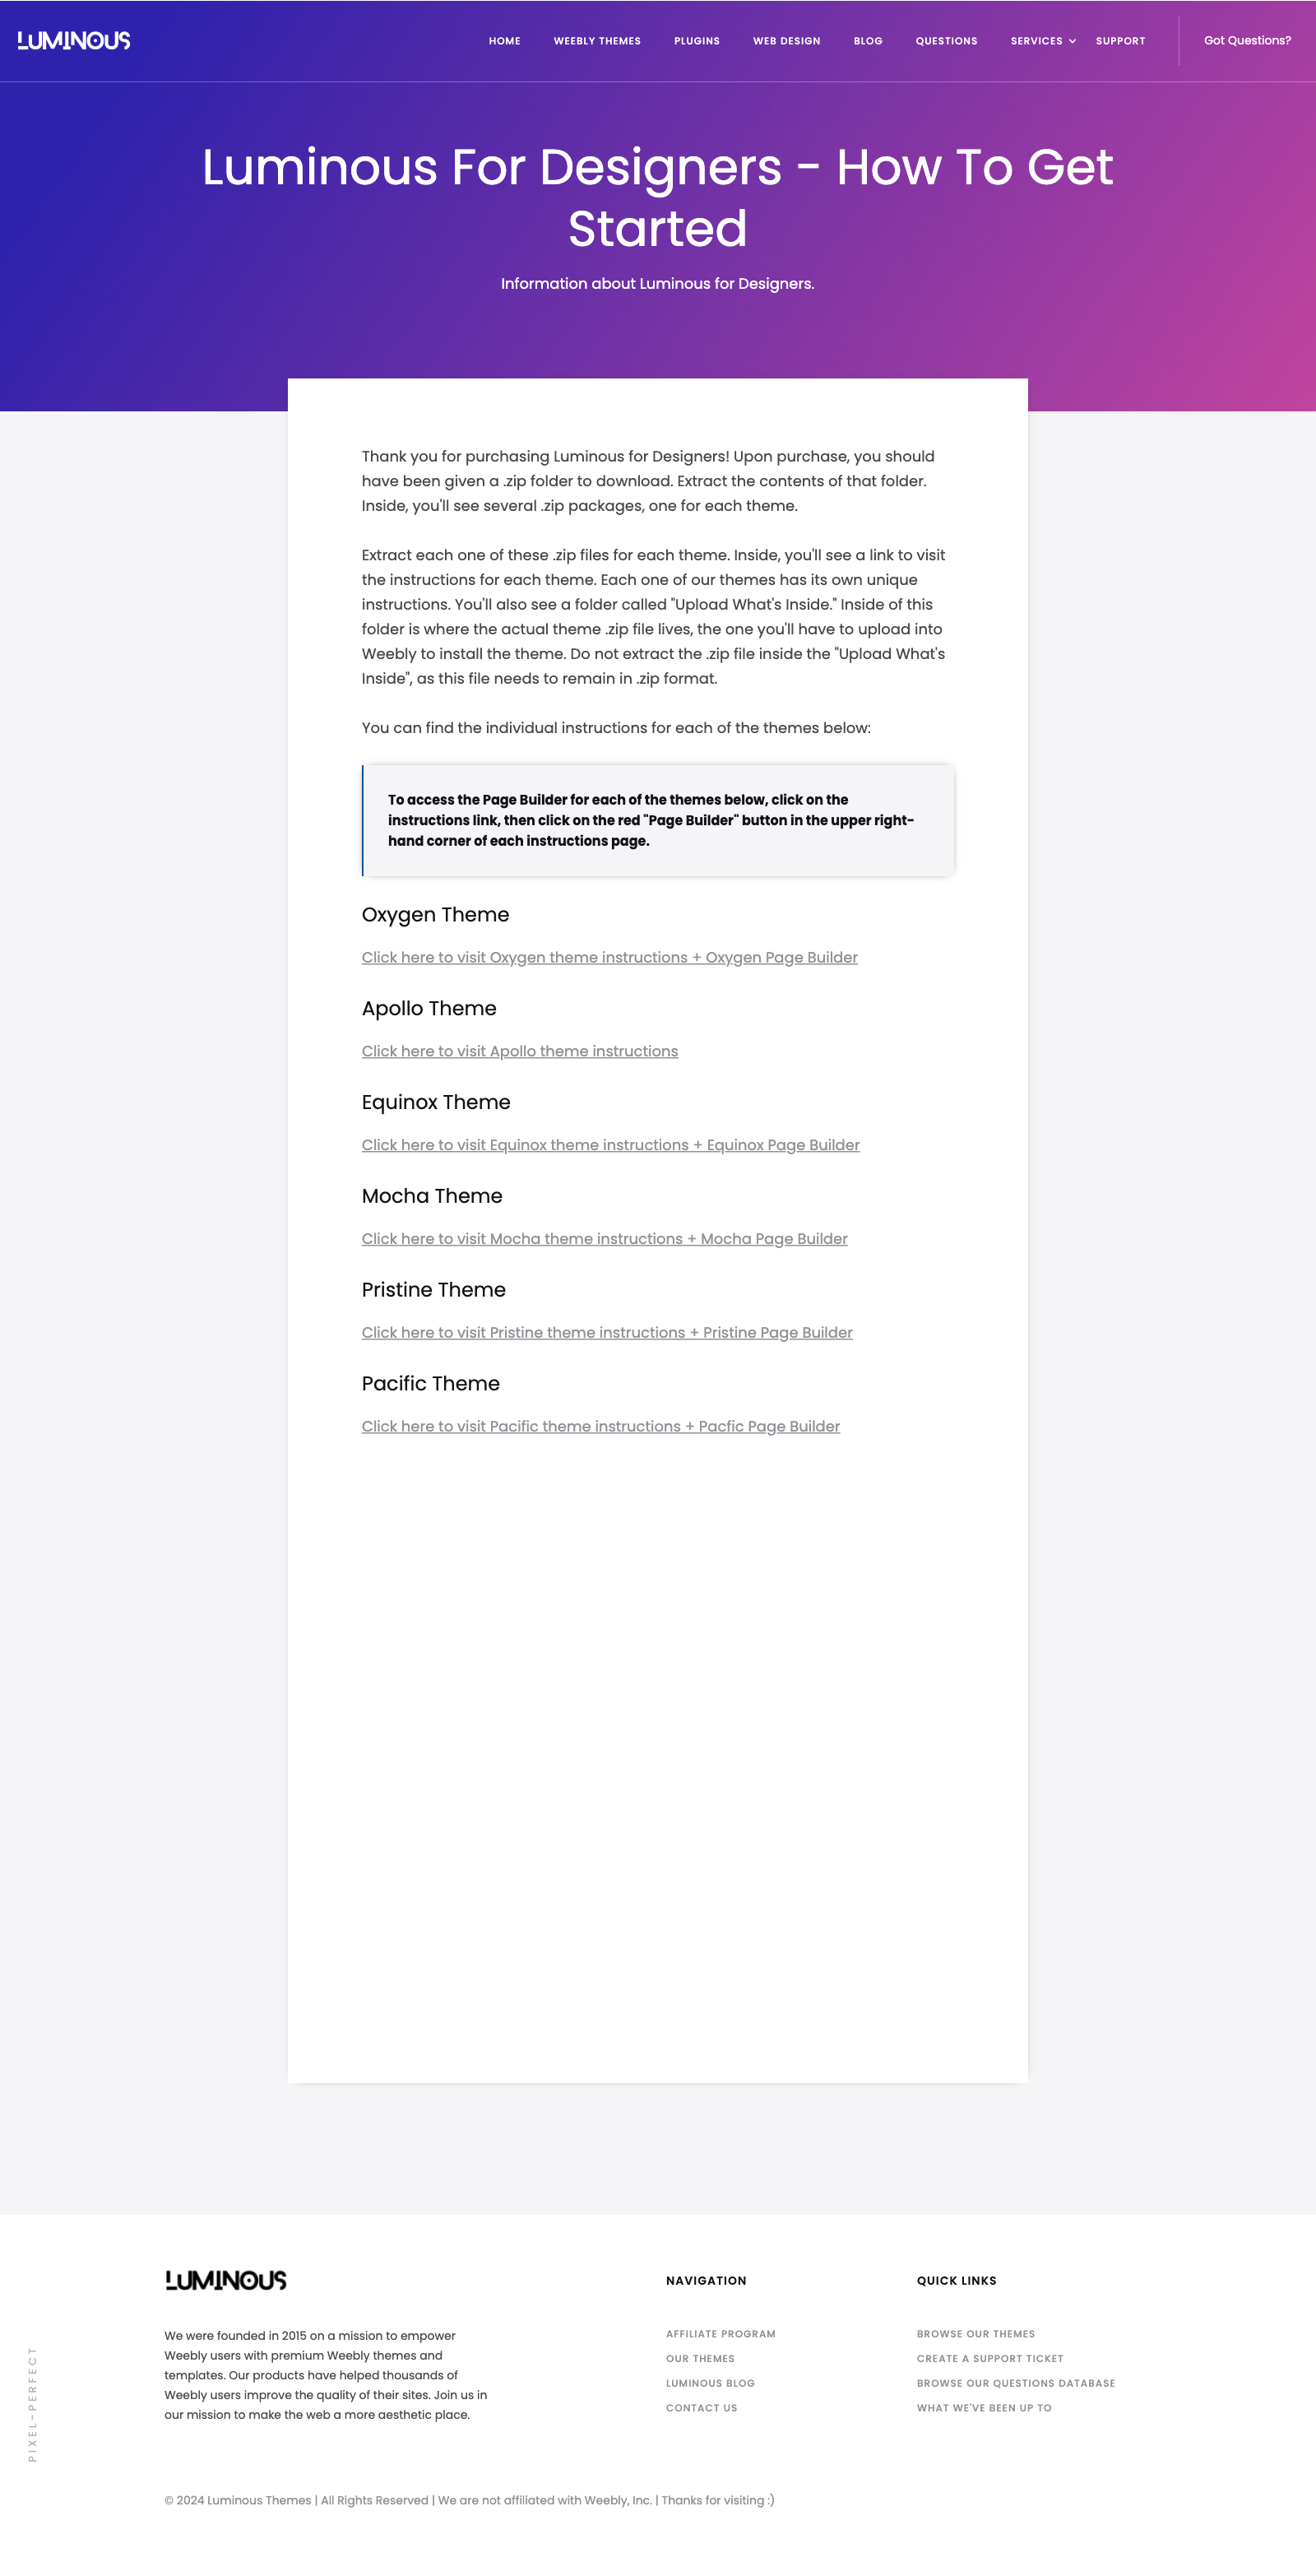 LUMINOUS
HOME WEEBLY THEMES PLUGINS WEB DESIGN BLOG QUESTIONS SERVICES SUPPORT Got Questions?
Luminous For Designers - How To Get
Started
Information about Luminous for Designers.
Thank you for purchasing Luminous for Designers! Upon purchase, you should
have been given a .zip folder to download. Extract the contents of that folder.
Inside, you'll see several .zip packages, one for each theme.
Extract each one of these .zip files for each theme. Inside, you'll see a link to visit
the instructions for each theme. Each one of our themes has its own unique
instructions. You'll also see a folder called "Upload What's Inside." Inside of this
folder is where the actual theme .zip file lives, the one you'll have to upload into
Weebly to install the theme. Do not extract the .zip file inside the "Upload What's
Inside", as this file needs to remain in .zip format.
You can find the individual instructions for each of the themes below:
To access the Page Builder for each of the themes below, click on the
instructions link, then click on the red "Page Builder" button in the upper right-
hand corner of each instructions page.
Oxygen Theme
Click here to visit Oxygen theme instructions + Oxygen Page Builder
Apollo Theme
Click here to visit Apollo theme instructions
Equinox Theme
Click here to visit Equinox theme instructions + Equinox Page Builder
Mocha Theme
Click here to visit Mocha theme instructions + Mocha Page Builder
Pristine Theme
Click here to visit Pristine theme instructions + Pristine Page Builder
Pacific Theme
Click here to visit Pacific theme instructions + Pacfic Page Builder
LUMINOUS
We were founded in 2015 on a mission to empower
Weebly users with premium Weebly themes and
templates. Our products have helped thousands of
Weebly users improve the quality of their sites. Join us in
our mission to make the web a more aesthetic place.
NAVIGATION
AFFILIATE PROGRAM
OUR THEMES
LUMINOUS BLOG
CONTACT US
QUICK LINKS
BROWSE OUR THEMES
CREATE A SUPPORT TICKET
BROWSE OUR QUESTIONS DATABASE
WHAT WE'VE BEEN UP TO
PIXEL-PERFECT
© 2024 Luminous Themes | All Rights Reserved | We are not affiliated with Weebly, Inc. | Thanks for visiting :)